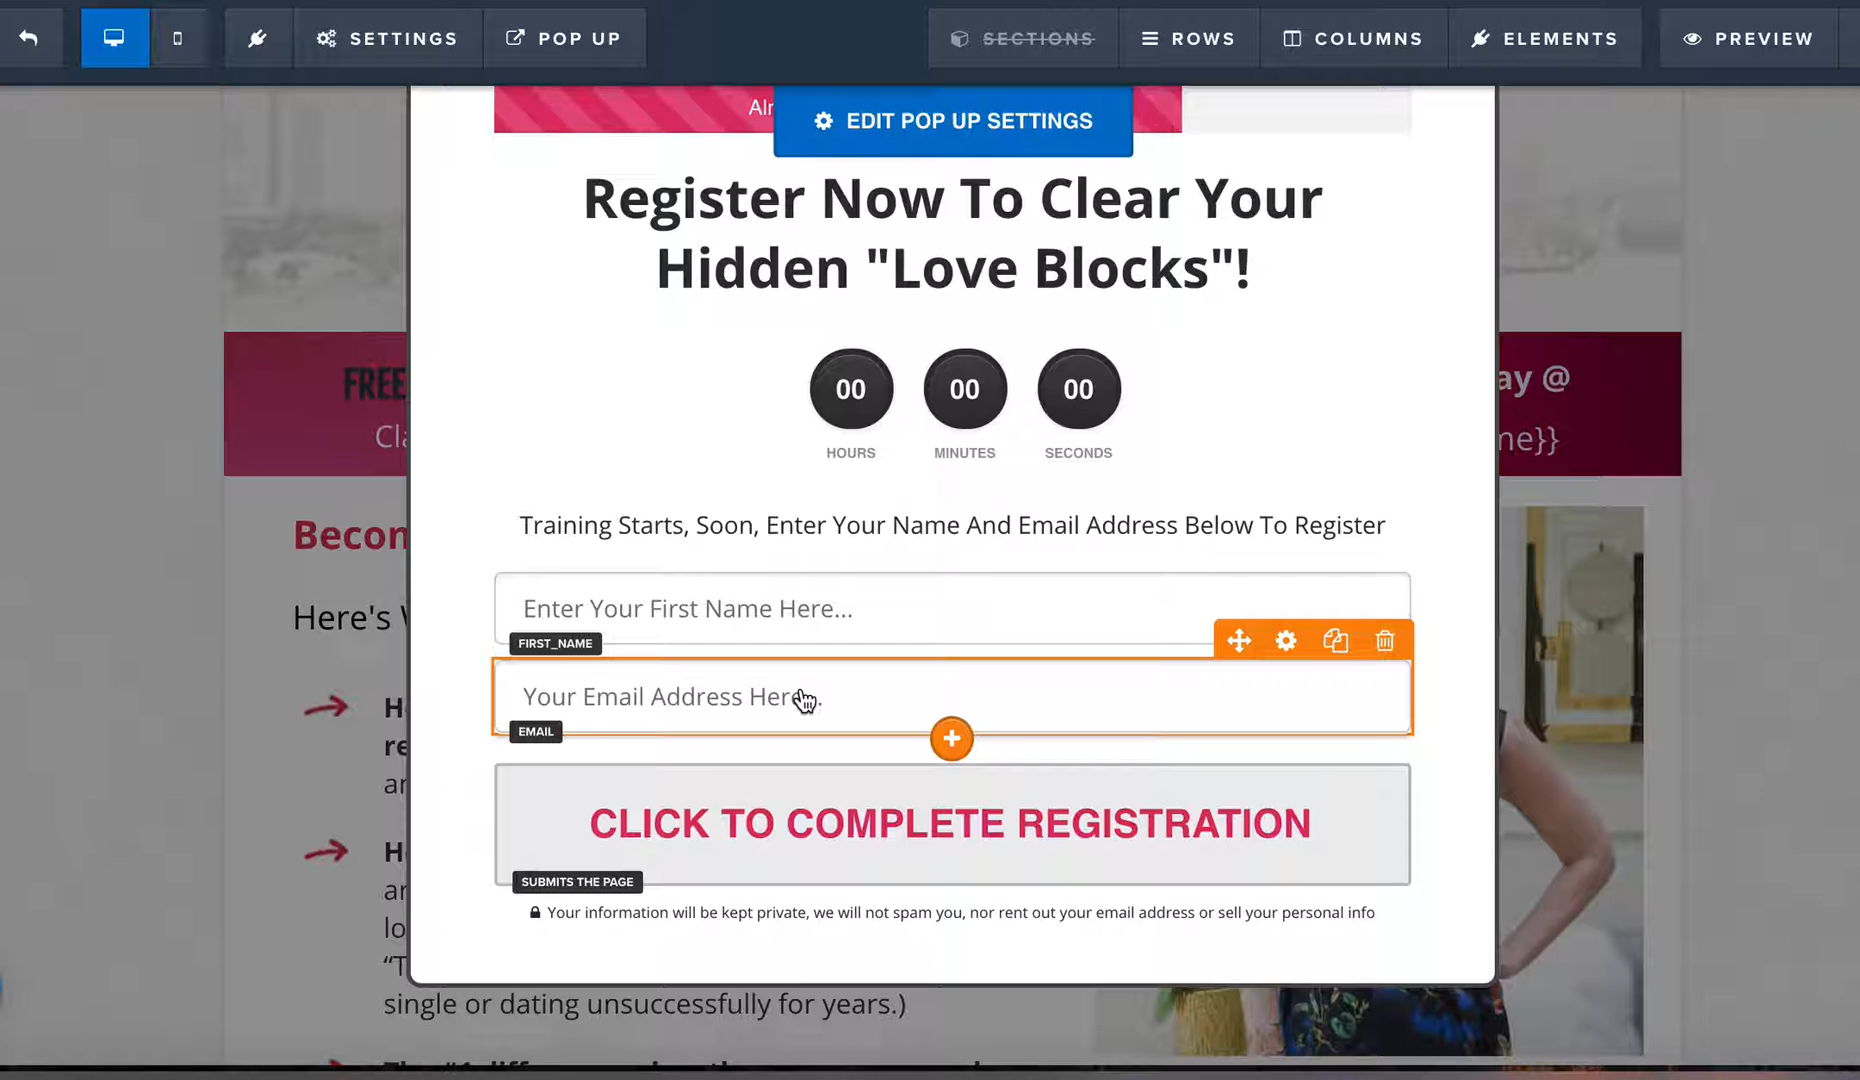 SETTINGS
POP UP
SECTIONS
ROWS
COLUMNS
ELEMENTS
PREVIEW
EDIT POP UP SETTINGS
Register Now To Clear Your
Hidden "Love Blocks"!
00 00 00
HOURS MINUTES SECONDS
FREE
ay @
me}}
Training Starts, Soon, Enter Your Name And Email Address Below To Register
Here's
Enter Your First Name Here...
FIRST_NAME
Your Email Address Here..
EMAIL
CLICK TO COMPLETE REGISTRATION
SUBMITS THE PAGE
Your information will be kept private, we will not spam you, nor rent out your email address or sell your personal info
single or dating unsuccessfully for years.)